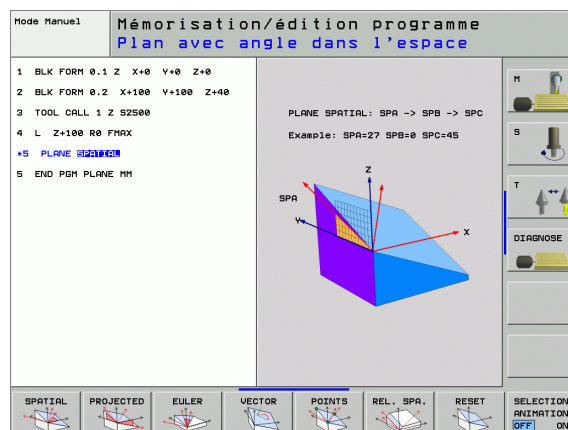 Mode Manuel
Mémorisation/édition programme
Plan avec angle dans l'espace
1 BLK FORM 0.1 Z X+0 Y+0 Z+0
2 BLK FORM 0.2 X+100 Y+100 Z+40
3 TOOL CALL 1 Z S2500
4 L Z+100 R0 FMAX
*5 PLANE SPATIAL
5 END PGM PLANE MM
PLANE SPATIAL: SPA -> SPB -> SPC
Example: SPA=27 SPB=0 SPC=45
Z
SPA
Y
X
M
S
T
DIAGNOSE
SPATIAL PROJECTED EULER VECTOR POINTS REL. SPA. RESET
SELECTION
ANIMATION
OFF ON